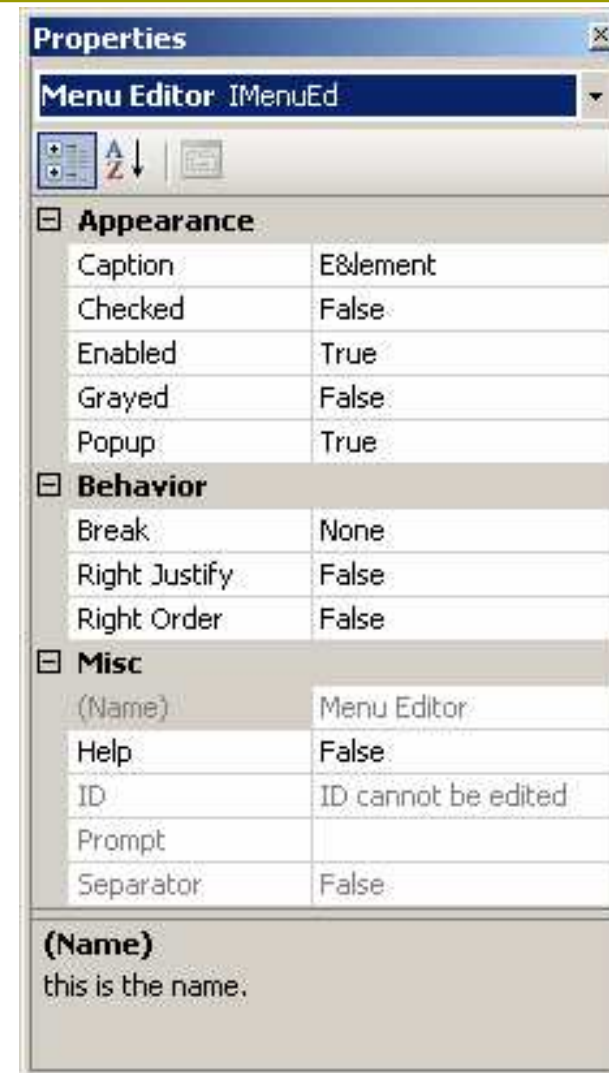 Properties
Menu Editor IMenuEd
Appearance
Caption E&lement
Checked False
Enabled True
Grayed False
Popup True
Behavior
Break None
Right Justify False
Right Order False
Misc
(Name) Menu Editor
Help False
ID ID cannot be edited
Prompt
Separator False
(Name)
this is the name.